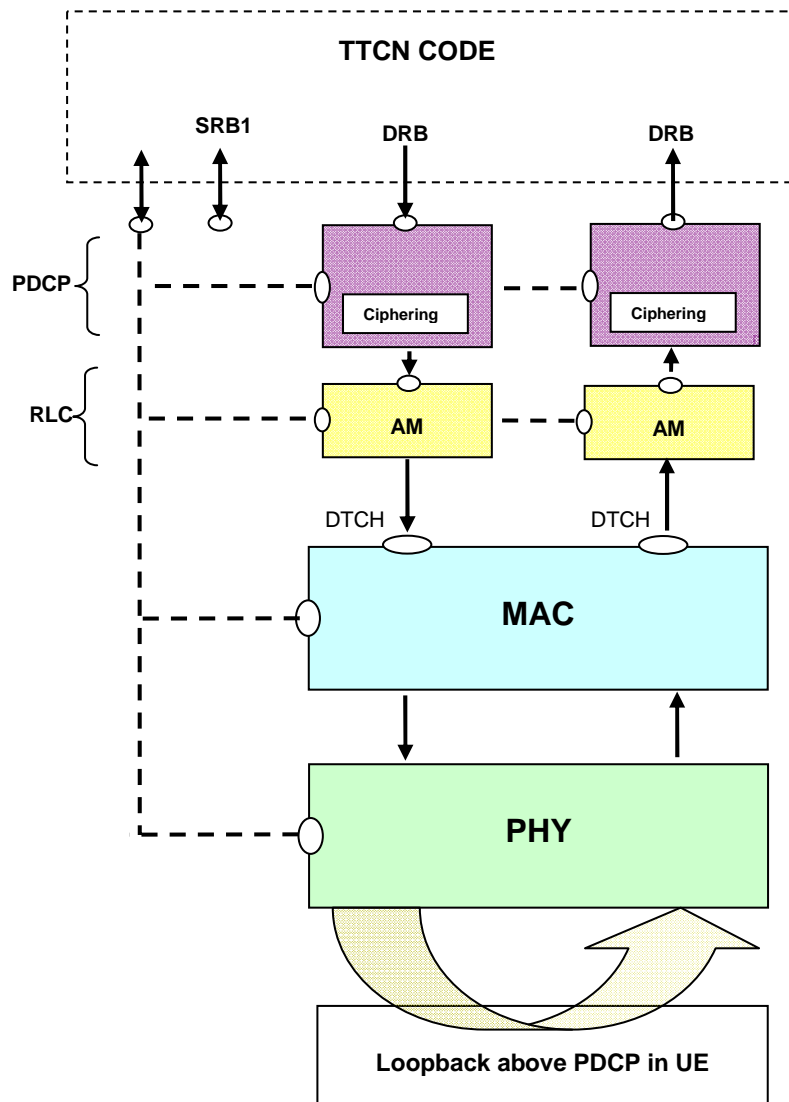 TTCN CODE
SRB1
DRB
DRB
PDCP
Ciphering
Ciphering
RLC
AM
AM
DTCH
DTCH
MAC
PHY
Loopback above PDCP in UE